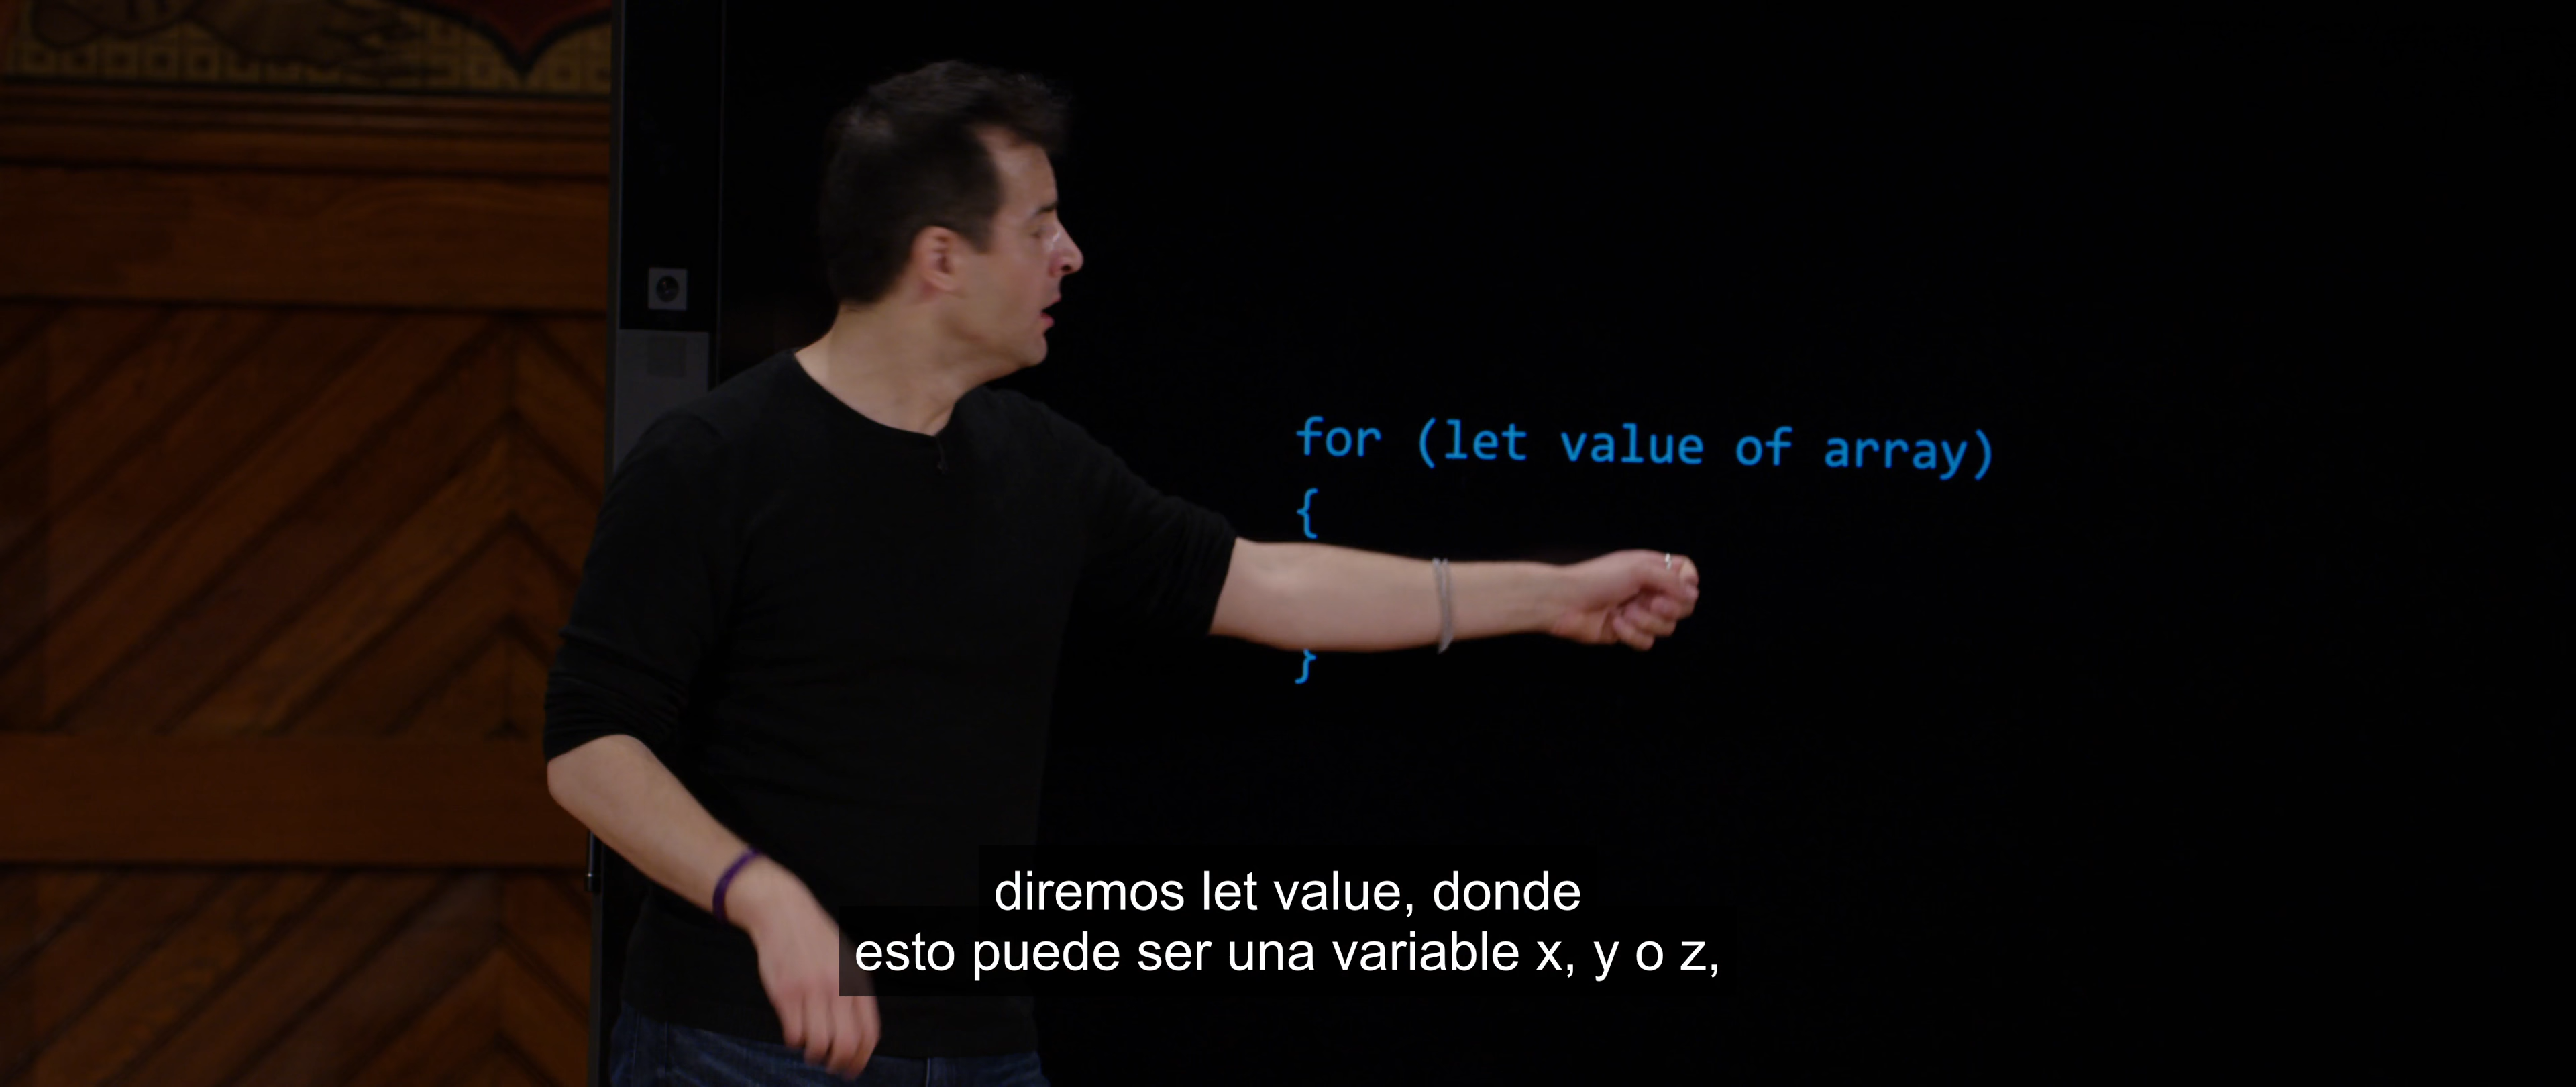 for (let value of array)
{
}
diremos let value, donde
esto puede ser una variable x, y o z,